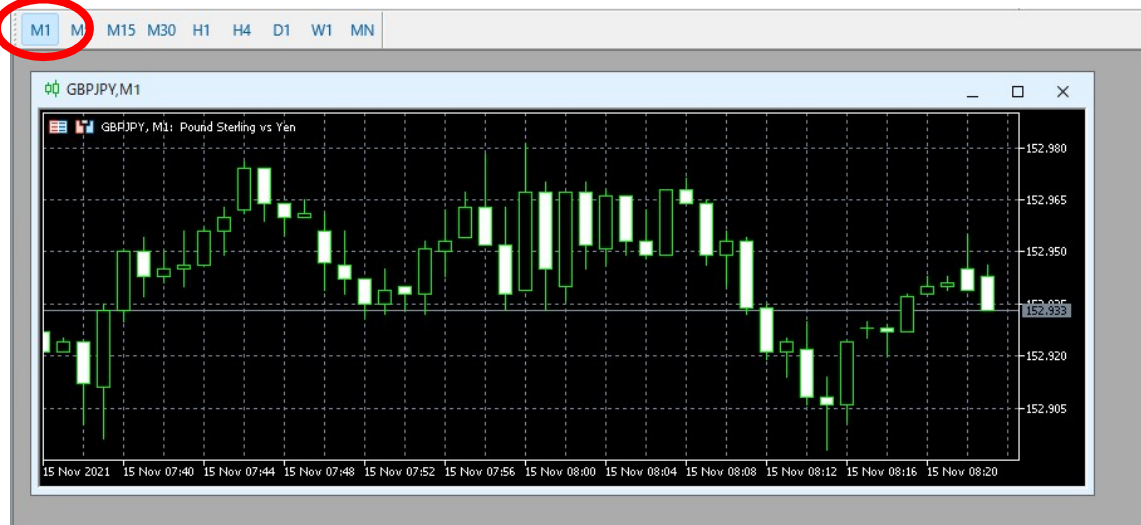 M1 M5 M15 M30 H1 H4 D1 W1 MN
GBPJPY,M1
GBPJPY, M1: Pound Sterling vs Yen
152.980
152.965
152.950
152.935
152.933
152.920
152.905
15 Nov 2021 15 Nov 07:40 15 Nov 07:44 15 Nov 07:48 15 Nov 07:52 15 Nov 07:56 15 Nov 08:00 15 Nov 08:04 15 Nov 08:08 15 Nov 08:12 15 Nov 08:16 15 Nov 08:20